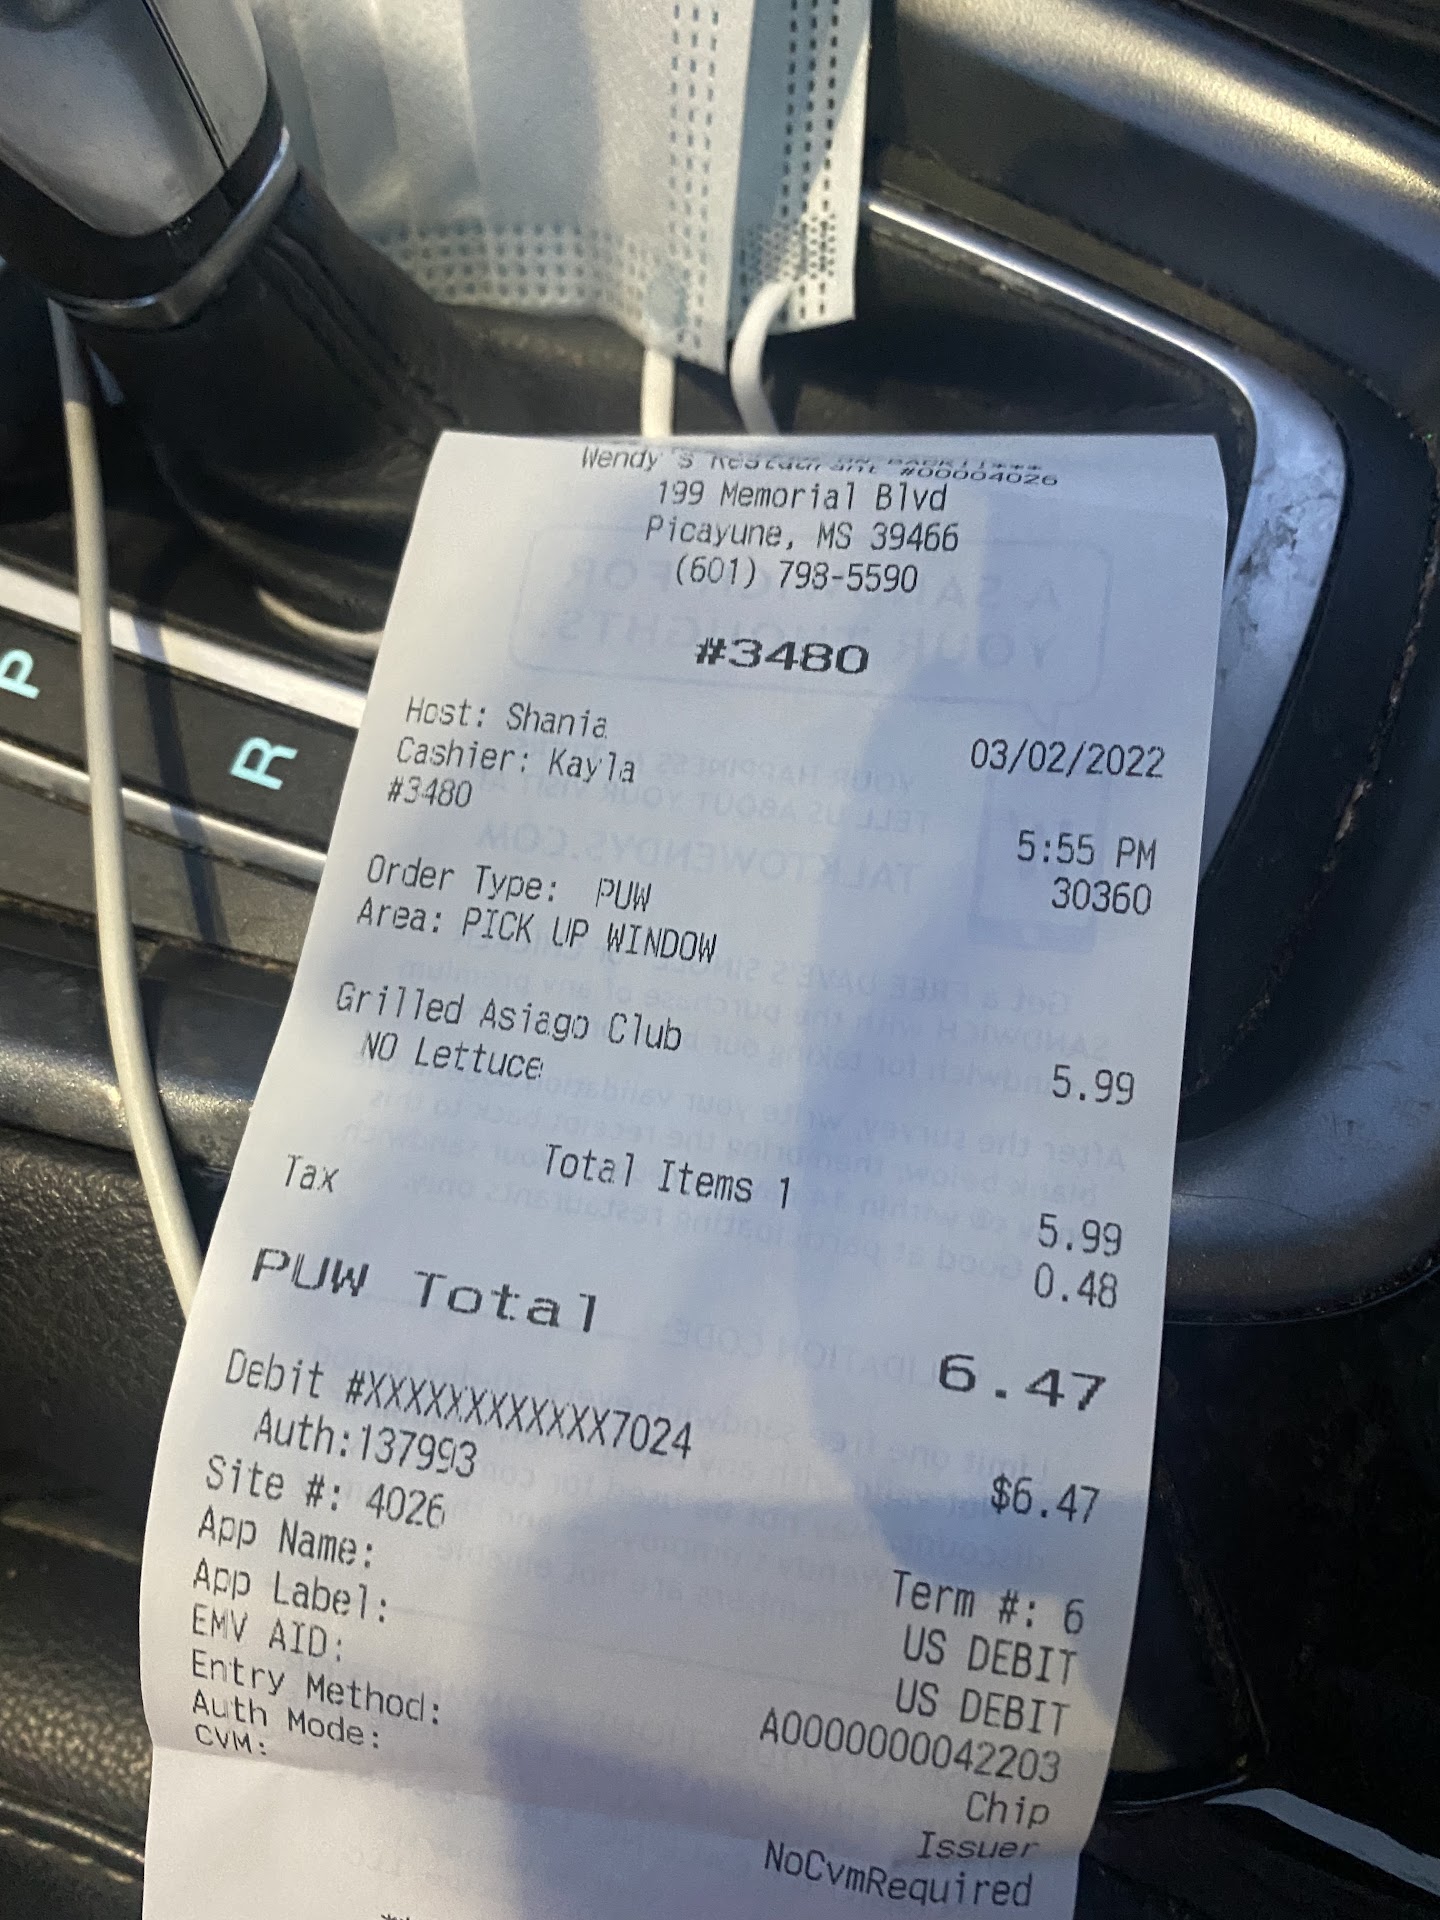 Wendy's Restaurant #00004026
199 Memorial Blvd
Picayune, MS 39466
(601) 798-5590
#3480
Host: Shania
Cashier: Kayla 03/02/2022
#3480
5:55 PM
Order Type: PUW 30360
Area: PICK UP WINDOW
Grilled Asiago Club 5.99
NO Lettuce
Total Items 1
5.99
Tax 0.48
PUW Total 6.47
Debit #XXXXXXXXXXXX7024 $6.47
Auth:137993
Site #: 4026 Term #: 6
App Name: US DEBIT
App Label: US DEBIT
EMV AID: A0000000042203
Entry Method: Chip
Auth Mode: Issuer
CVM: NoCvmRequired
P
R